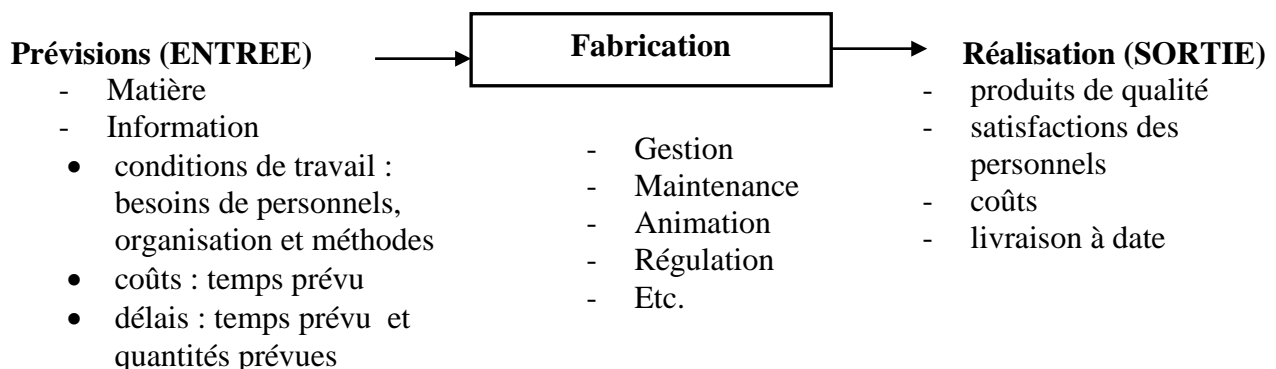 Prévisions (ENTREE)
- Matière
- Information
• conditions de travail :
besoins de personnels,
organisation et méthodes
• coûts : temps prévu
• délais : temps prévu et
quantités prévues
Fabrication
- Gestion
- Maintenance
- Animation
- Régulation
- Etc.
Réalisation (SORTIE)
- produits de qualité
- satisfactions des
personnels
- coûts
- livraison à date